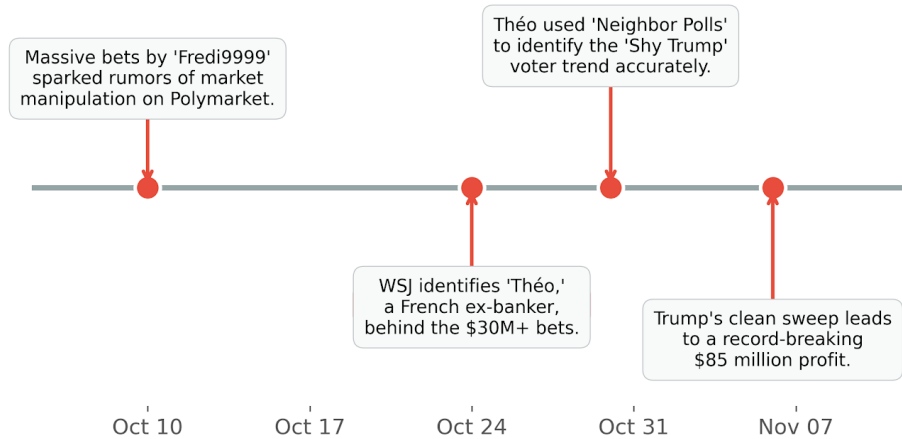 Massive bets by 'Fredi9999'
sparked rumors of market
manipulation on Polymarket.
Théo used 'Neighbor Polls'
to identify the 'Shy Trump'
voter trend accurately.
WSJ identifies 'Théo,'
a French ex-banker,
behind the $30M+ bets.
Trump's clean sweep leads
to a record-breaking
$85 million profit.
Oct 10
Oct 17
Oct 24
Oct 31
Nov 07